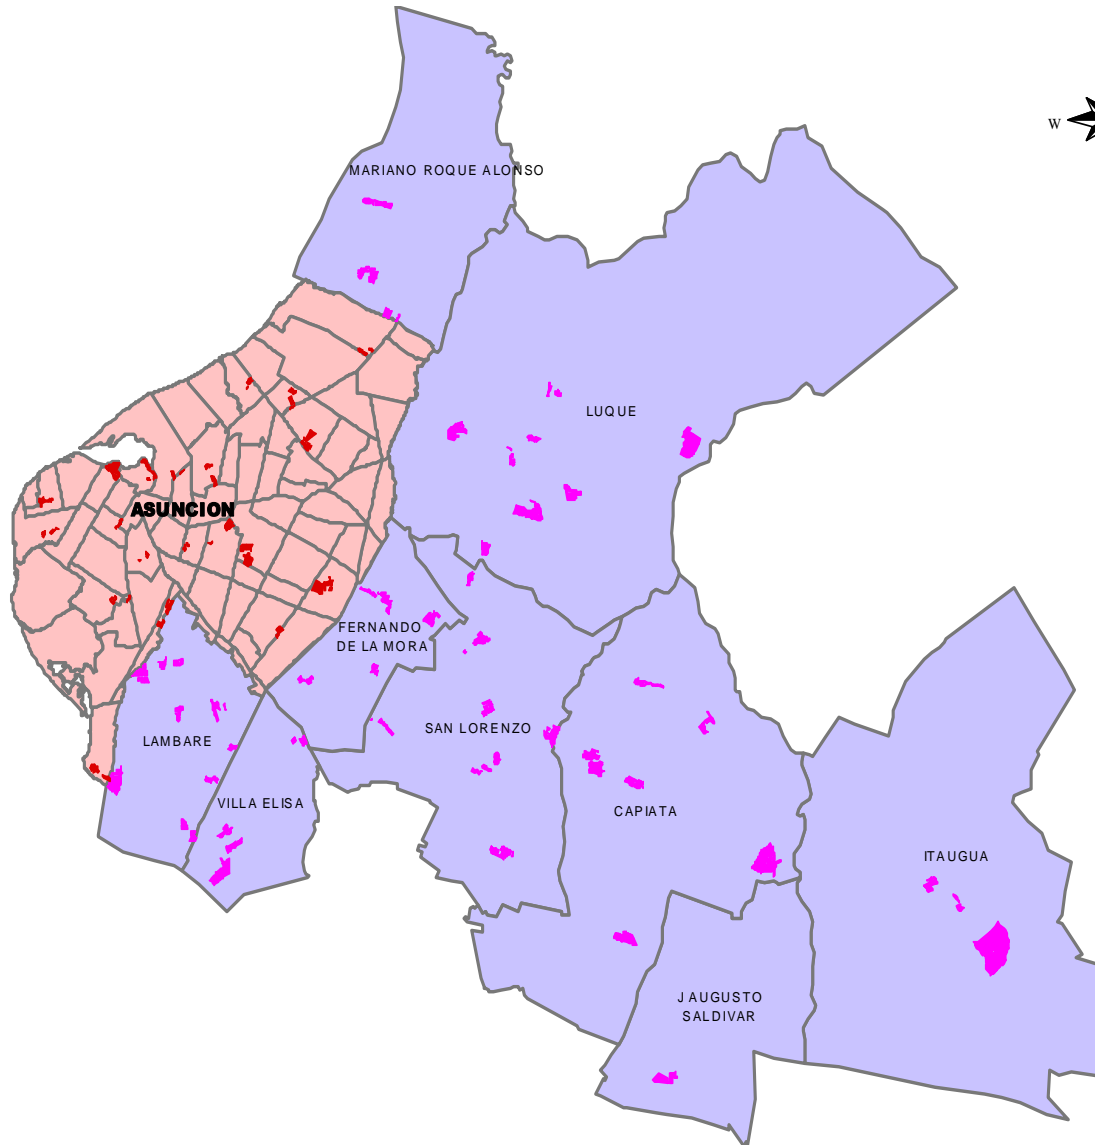 W
MARIANO ROQUE ALONSO
LUQUE
ASUNCION
FERNANDO
DE LA MORA
SAN LORENZO
LAMBARE
VILLA ELISA
CAPIATA
ITAUGUA
J AUGUSTO
SALDIVAR